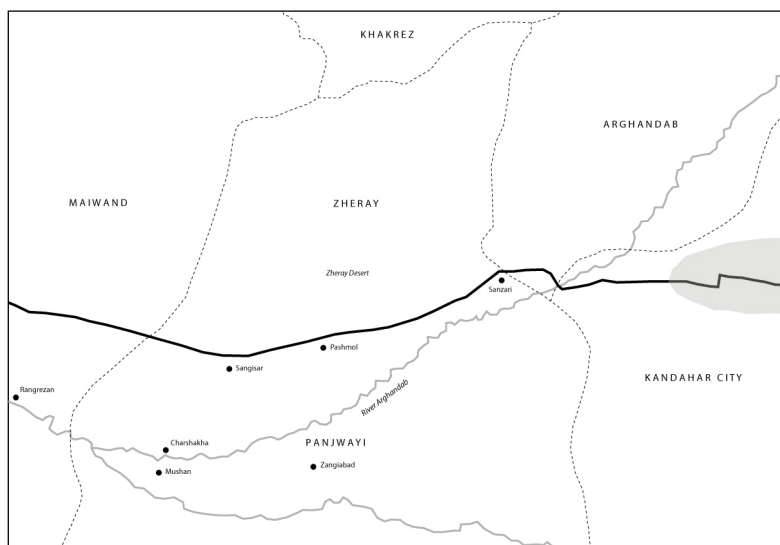 KHAKREZ
ARGHANDAB
MAIWAND
ZHERAY
Zheray Desert
Sanzari
Pashmol
Sangisar
KANDAHAR CITY
Rangrezan
River Arghandab
Charshakha
PANJWAYI
Mushan
Zangiabad